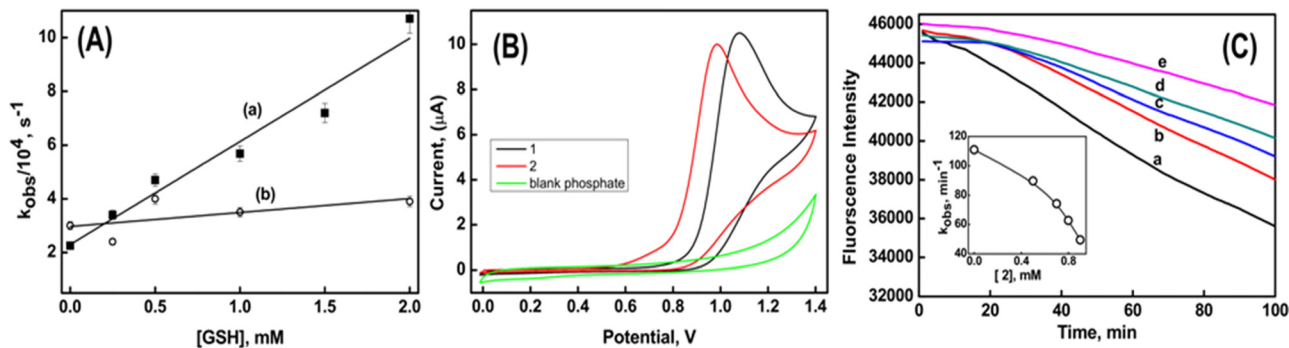 (A)
k_obs/10^4, s^-1
10
8
6
4
2
(a)
(b)
0.0 0.5 1.0 1.5 2.0
[GSH], mM
(B)
Current, (μA)
10
8
6
4
2
0
1
2
blank phosphate
0.0 0.2 0.4 0.6 0.8 1.0 1.2 1.4
Potential, V
(C)
Fluorescence Intensity
46000
44000
42000
40000
38000
36000
34000
32000
e
d
c
b
a
k_obs, min^-1
120
100
80
60
40
0.0 0.4 0.8
[ 2], mM
0 20 40 60 80 100
Time, min